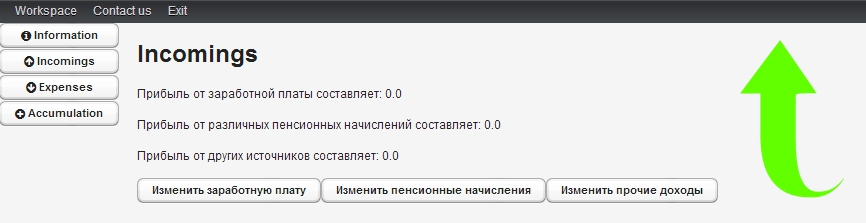 Workspace Contact us Exit
Information
Incomings
Expenses
Accumulation
Incomings
Прибыль от заработной платы составляет: 0.0
Прибыль от различных пенсионных начислений составляет: 0.0
Прибыль от других источников составляет: 0.0
Изменить заработную плату Изменить пенсионные начисления Изменить прочие доходы